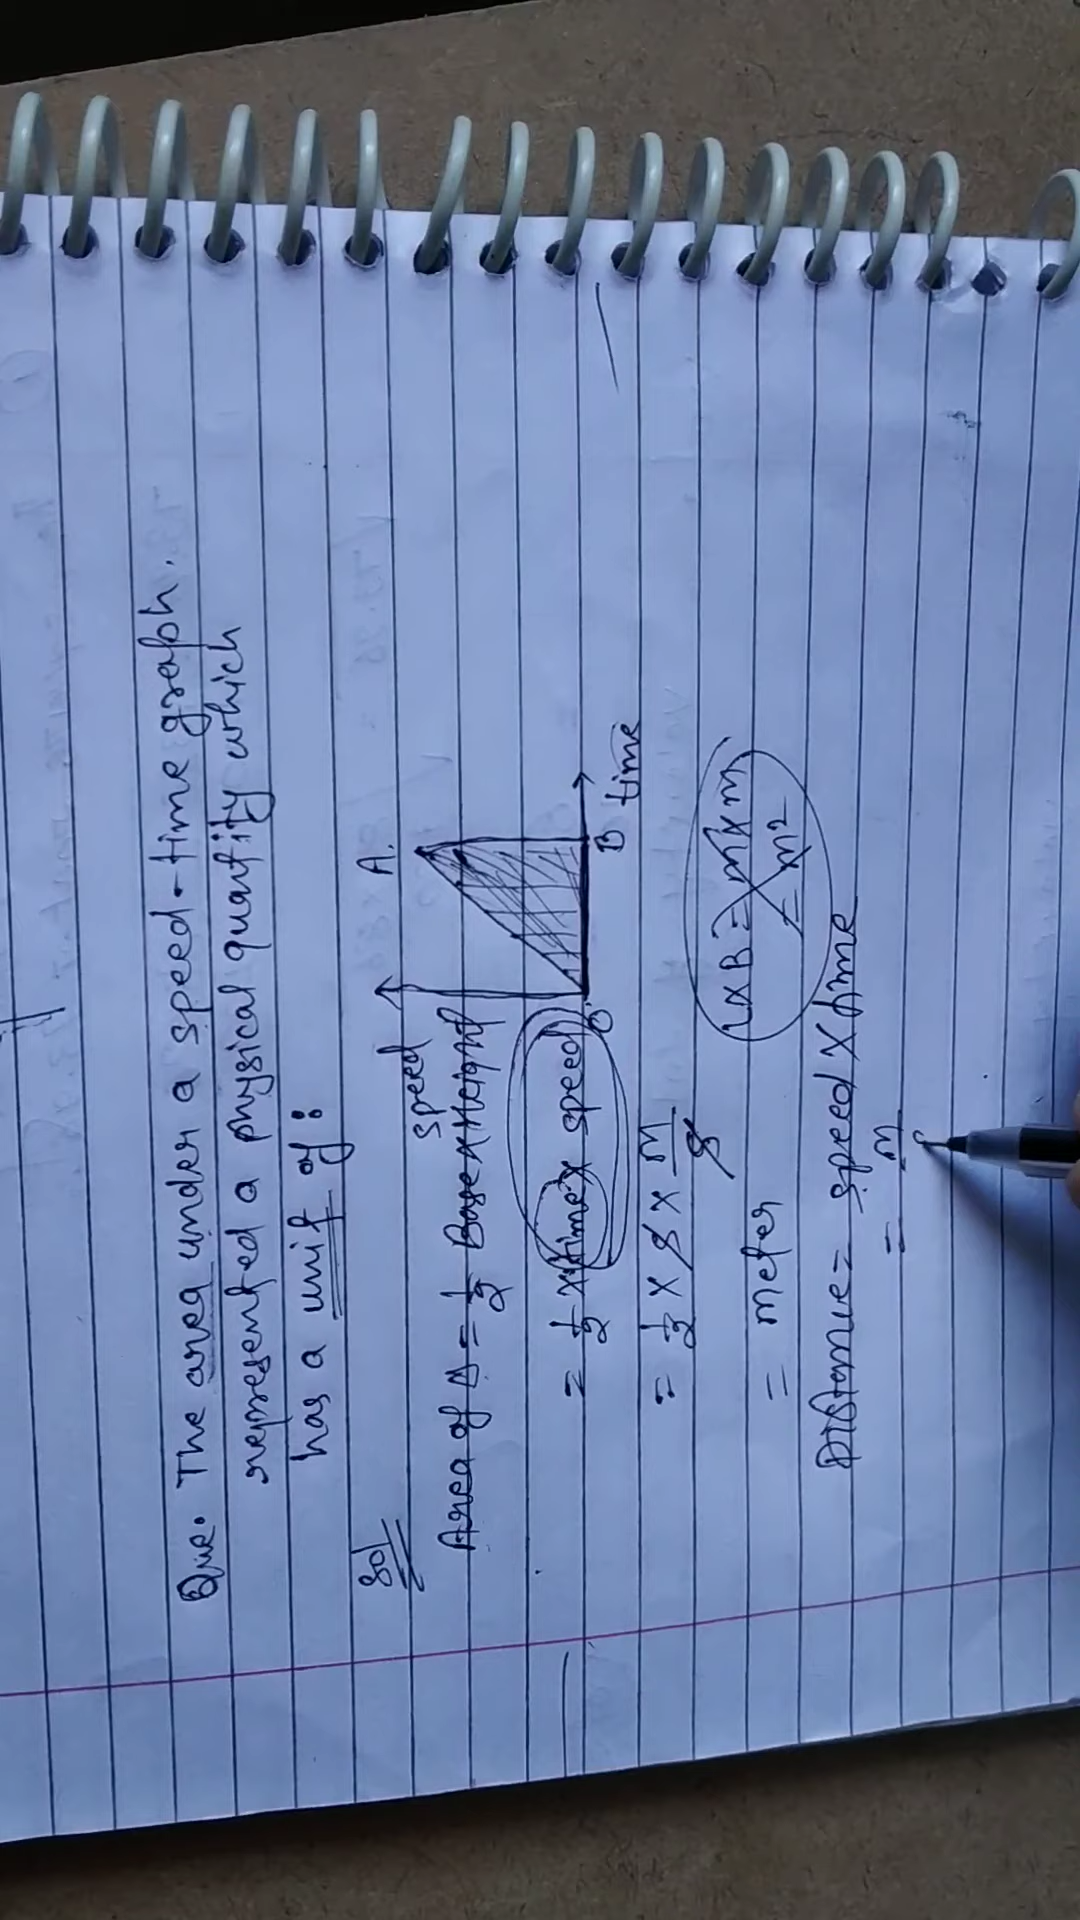 Que. The area under a speed-time graph.
represented a physical quantity which
has a unit of :
Sol
Speed
A.
O
B
time
Area of Δ = 1/2 Base x Height
= 1/2 x time x speed
= 1/2 x s x m/s
= meter
L x B = m x m
= m²
Distance = speed x time
= m/s